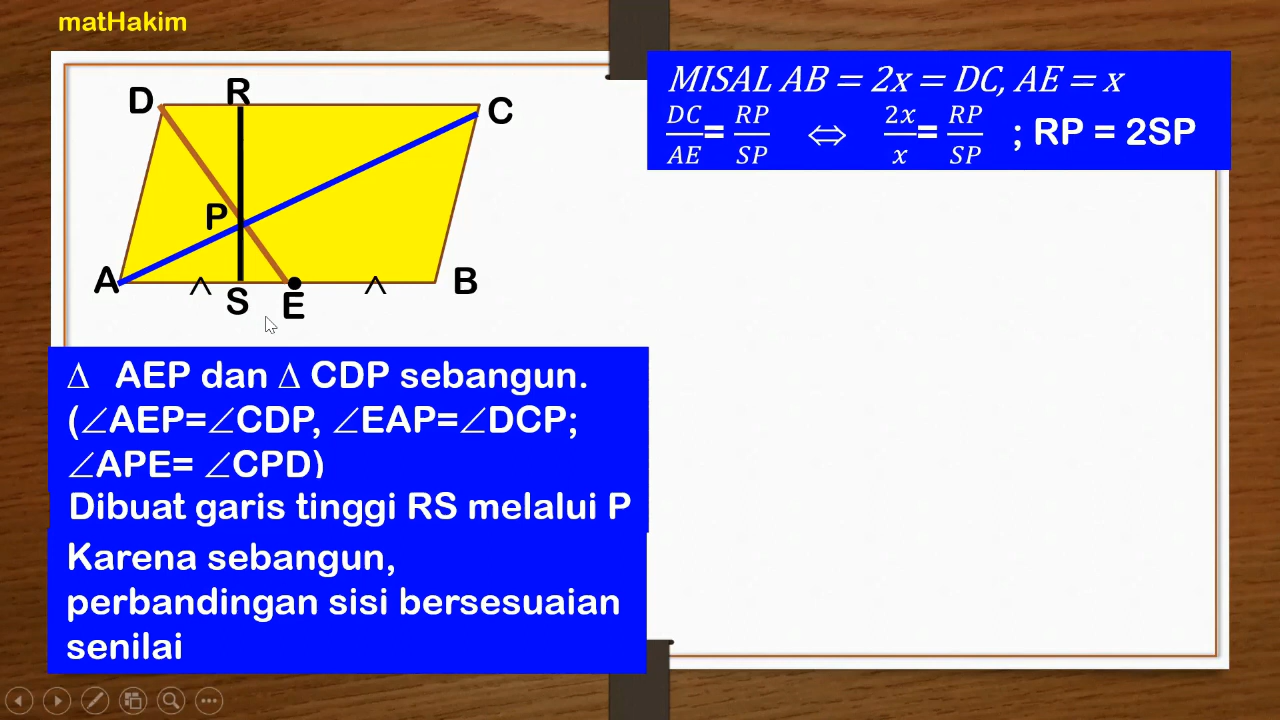 matHakim
D R C
P
A S E B
MISAL AB = 2x = DC, AE = x
DC/AE = RP/SP ⇔ 2x/x = RP/SP ; RP = 2SP
Δ AEP dan Δ CDP sebangun.
(∠AEP=∠CDP, ∠EAP=∠DCP;
∠APE= ∠CPD)
Dibuat garis tinggi RS melalui P
Karena sebangun,
perbandingan sisi bersesuaian
senilai